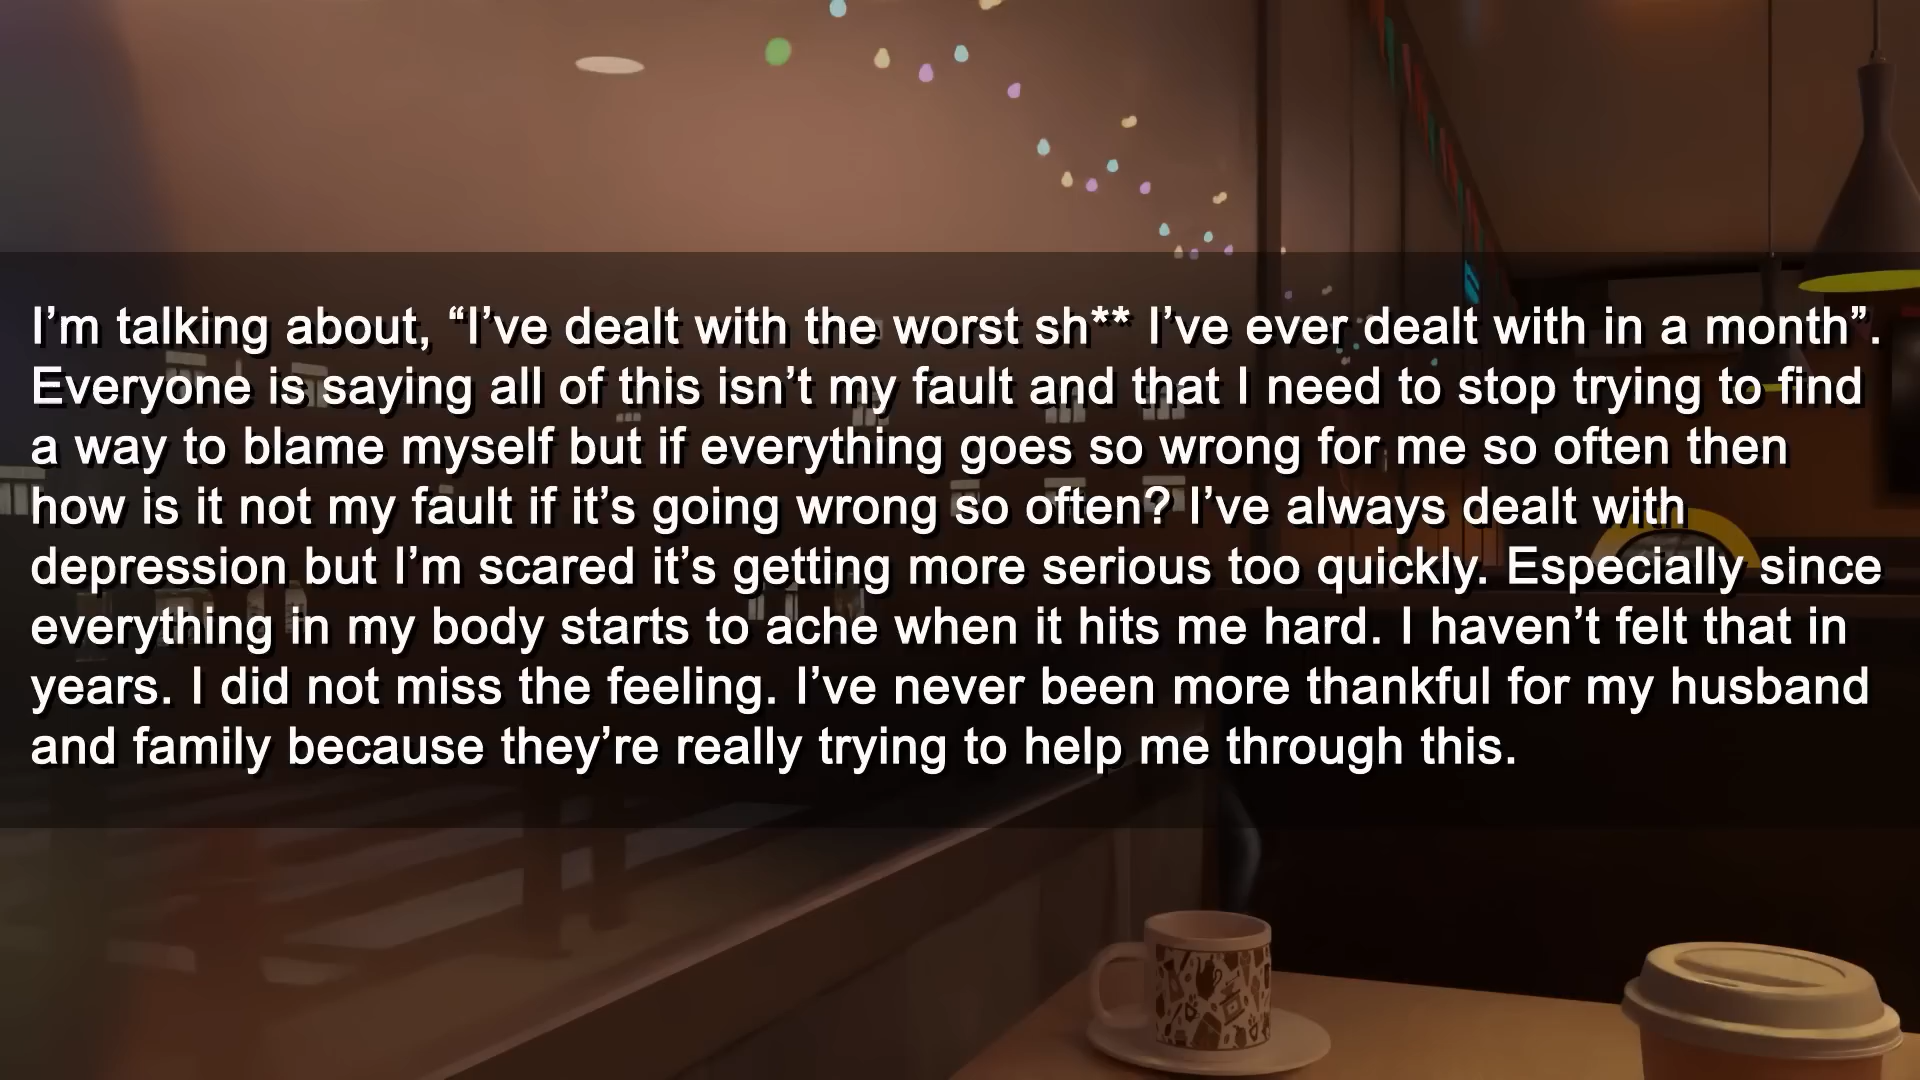 I’m talking about, “I’ve dealt with the worst sh** I’ve ever dealt with in a month”.
Everyone is saying all of this isn’t my fault and that I need to stop trying to find
a way to blame myself but if everything goes so wrong for me so often then
how is it not my fault if it’s going wrong so often? I’ve always dealt with
depression but I’m scared it’s getting more serious too quickly. Especially since
everything in my body starts to ache when it hits me hard. I haven’t felt that in
years. I did not miss the feeling. I’ve never been more thankful for my husband
and family because they’re really trying to help me through this.